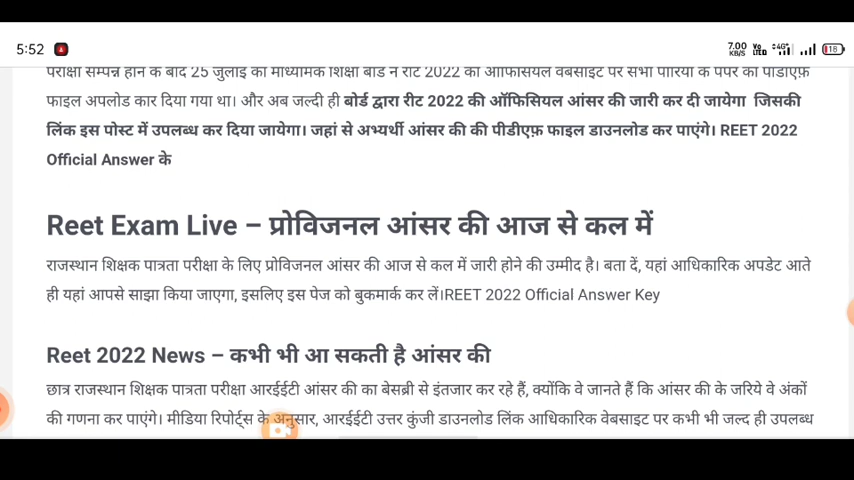 5:52
7.00 KB/S Vo LTE 4G 18
परीक्षा सम्पन्न होने के बाद 25 जुलाई को माध्यमिक शिक्षा बोर्ड ने रीट 2022 की ऑफिसियल वेबसाइट पर सभी पारियों के पेपर की पीडीएफ़
फाइल अपलोड कार दिया गया था। और अब जल्दी ही बोर्ड द्वारा रीट 2022 की ऑफिसियल आंसर की जारी कर दी जायेगा जिसकी
लिंक इस पोस्ट में उपलब्ध कर दिया जायेगा। जहां से अभ्यर्थी आंसर की की पीडीएफ़ फाइल डाउनलोड कर पाएंगे। REET 2022
Official Answer के
Reet Exam Live – प्रोविजनल आंसर की आज से कल में
राजस्थान शिक्षक पात्रता परीक्षा के लिए प्रोविजनल आंसर की आज से कल में जारी होने की उम्मीद है। बता दें, यहां आधिकारिक अपडेट आते
ही यहां आपसे साझा किया जाएगा, इसलिए इस पेज को बुकमार्क कर लें।REET 2022 Official Answer Key
Reet 2022 News – कभी भी आ सकती है आंसर की
छात्र राजस्थान शिक्षक पात्रता परीक्षा आरईईटी आंसर की का बेसब्री से इंतजार कर रहे हैं, क्योंकि वे जानते हैं कि आंसर की के जरिये वे अंकों
की गणना कर पाएंगे। मीडिया रिपोर्ट्स के अनुसार, आरईईटी उत्तर कुंजी डाउनलोड लिंक आधिकारिक वेबसाइट पर कभी भी जल्द ही उपलब्ध